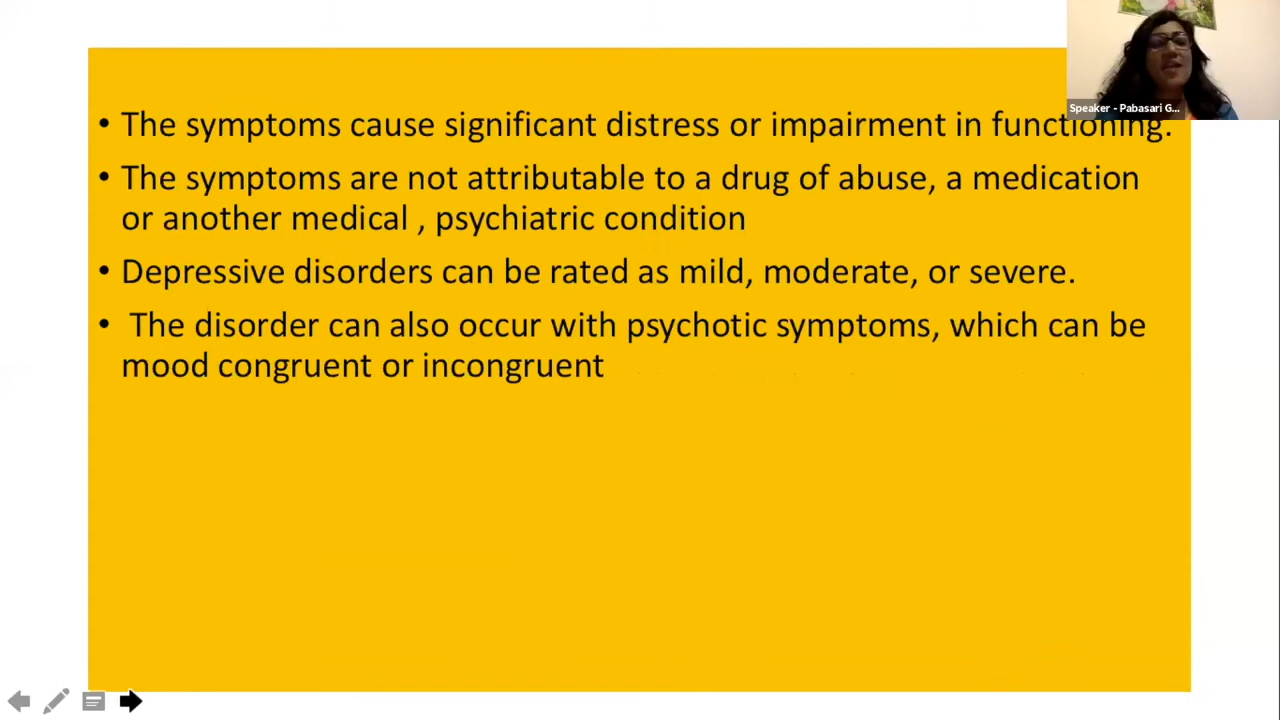 Speaker - Pabasari G...
• The symptoms cause significant distress or impairment in functioning.
• The symptoms are not attributable to a drug of abuse, a medication
or another medical , psychiatric condition
• Depressive disorders can be rated as mild, moderate, or severe.
• The disorder can also occur with psychotic symptoms, which can be
mood congruent or incongruent